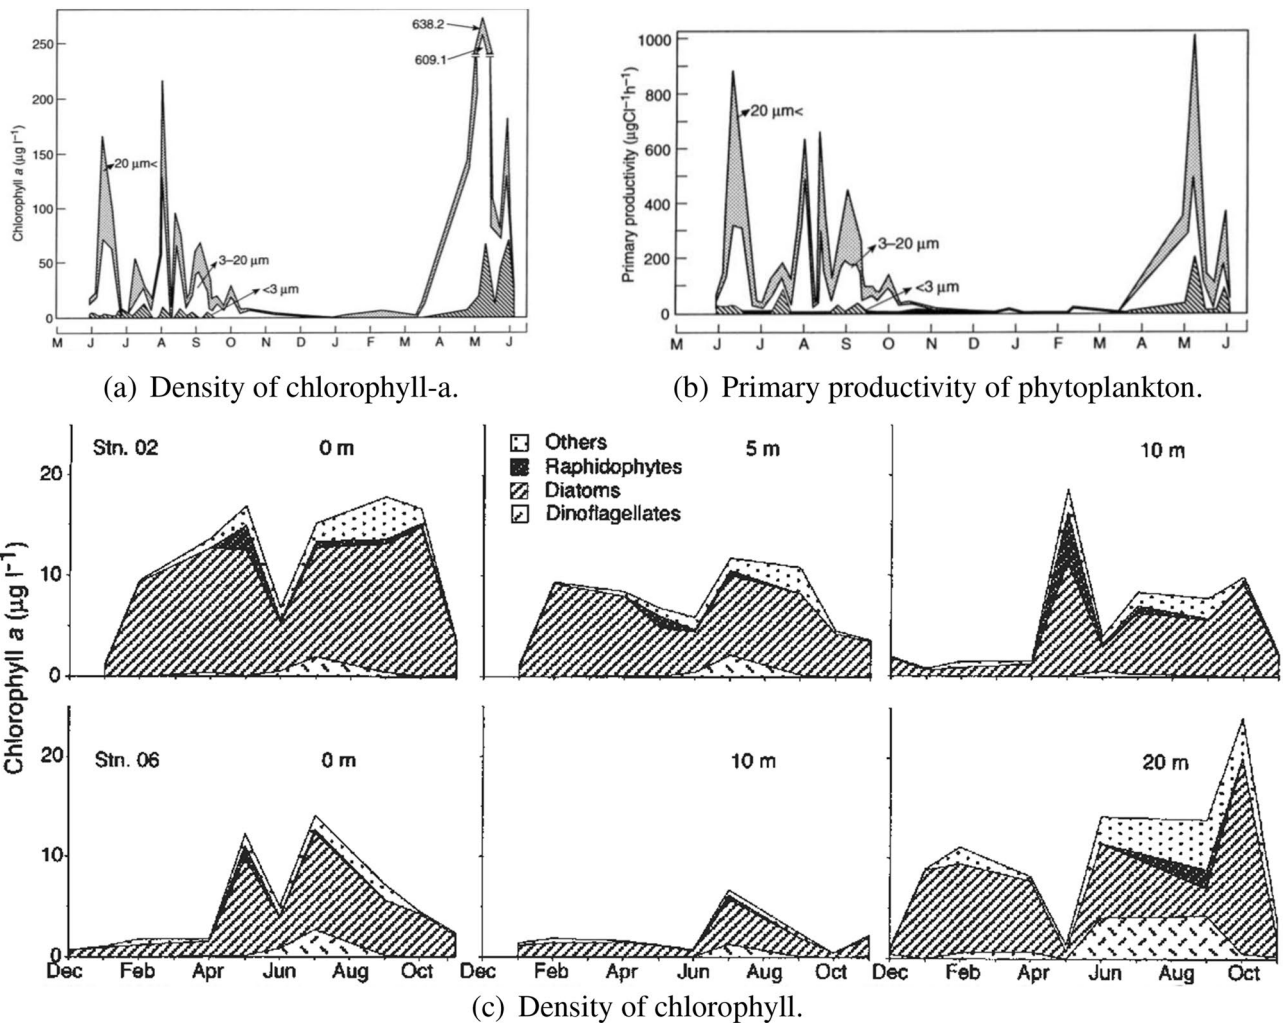 638.2
609.1
250
200
150
100
50
0
Chlorophyll a (µg l⁻¹)
20 µm<
3–20 µm
<3 µm
M J J A S O N D J F M A M J
(a) Density of chlorophyll-a.
1000
800
600
400
200
0
Primary productivity (µgCl⁻¹h⁻¹)
20 µm<
3–20 µm
<3 µm
M J J A S O N D J F M A M J
(b) Primary productivity of phytoplankton.
Chlorophyll a (µg l⁻¹)
Stn. 02 0 m
20
10
0
Others
Raphidophytes
Diatoms
Dinoflagellates
5 m
10 m
Stn. 06 0 m
20
10
0
10 m
20 m
Dec Feb Apr Jun Aug Oct
Dec Feb Apr Jun Aug Oct
Dec Feb Apr Jun Aug Oct
(c) Density of chlorophyll.